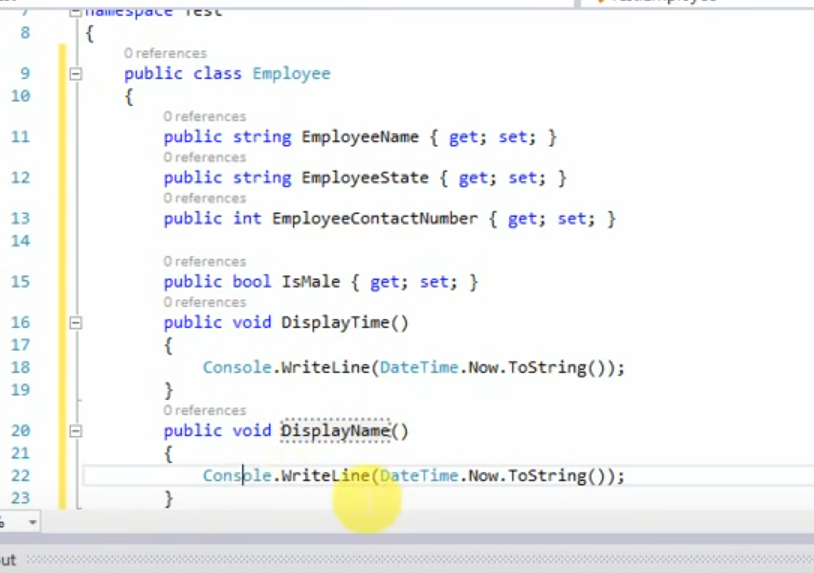 namespace Test
8 {
0 references
9 public class Employee
10 {
0 references
11 public string EmployeeName { get; set; }
0 references
12 public string EmployeeState { get; set; }
0 references
13 public int EmployeeContactNumber { get; set; }
14
0 references
15 public bool IsMale { get; set; }
0 references
16 public void DisplayTime()
17 {
18 Console.WriteLine(DateTime.Now.ToString());
19 }
0 references
20 public void DisplayName()
21 {
22 Console.WriteLine(DateTime.Now.ToString());
23 }
%
ut